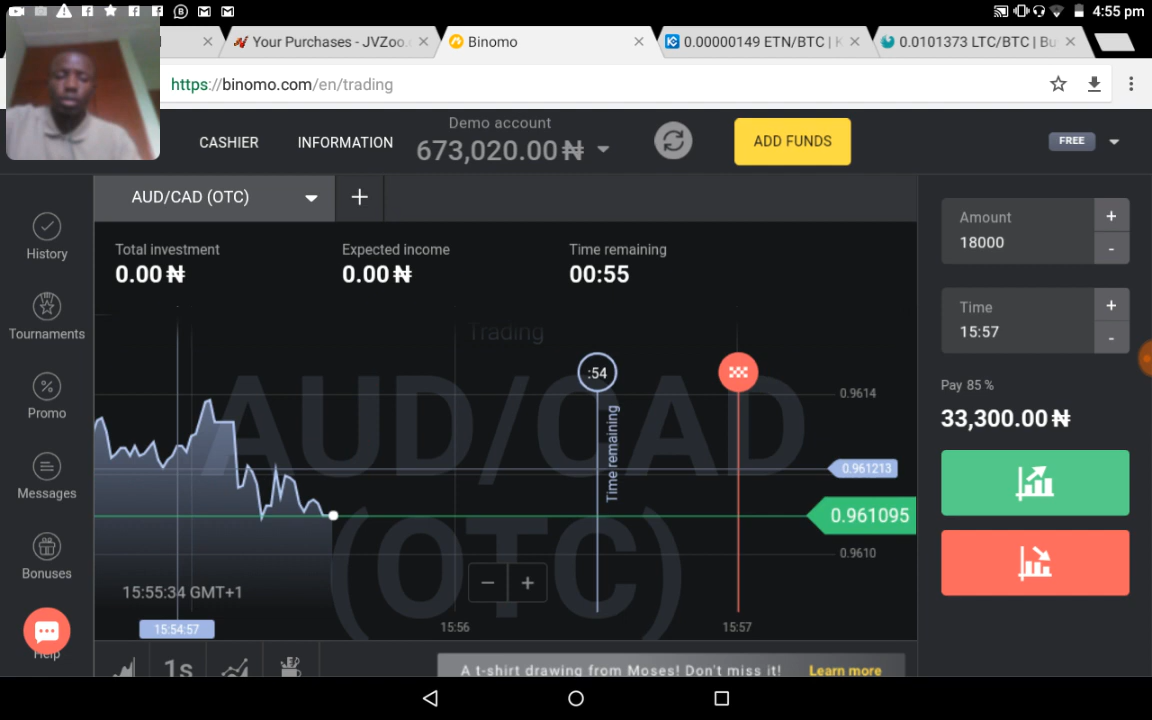 4:55 pm
Your Purchases - JVZoo.
Binomo
0.00000149 ETN/BTC | K
0.0101373 LTC/BTC | Bu
https://binomo.com/en/trading
CASHIER
INFORMATION
Demo account
673,020.00 ₦
ADD FUNDS
FREE
AUD/CAD (OTC)
+
History
Tournaments
Promo
Messages
Bonuses
Help
Total investment
0.00 ₦
Expected income
0.00 ₦
Time remaining
00:55
Trading
AUD/CAD
(OTC)
:54
Time remaining
0.9614
0.961213
0.961095
0.9610
− +
15:55:34 GMT+1
15:54:57
15:56
15:57
1s
A t-shirt drawing from Moses! Don't miss it!
Learn more
Amount
18000
+
-
Time
15:57
+
-
Pay 85 %
33,300.00 ₦